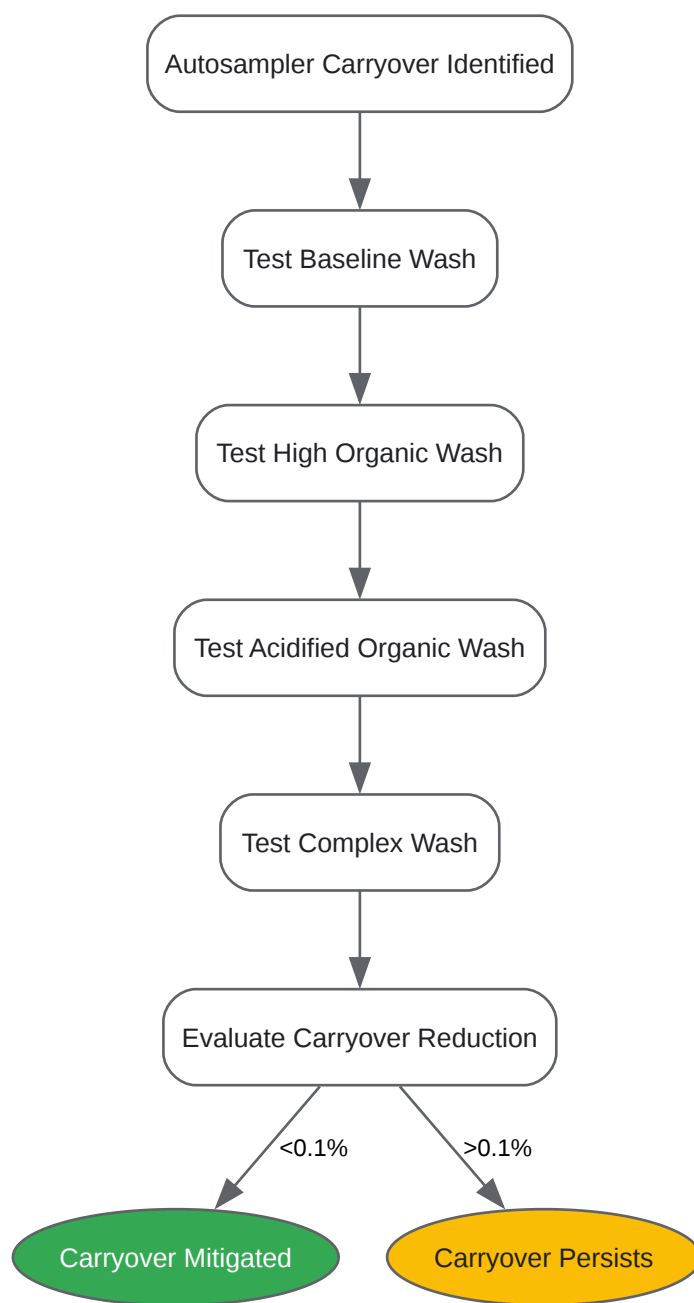 Autosampler Carryover Identified
Test Baseline Wash
Test High Organic Wash
Test Acidified Organic Wash
Test Complex Wash
Evaluate Carryover Reduction
<0.1%
>0.1%
Carryover Mitigated
Carryover Persists